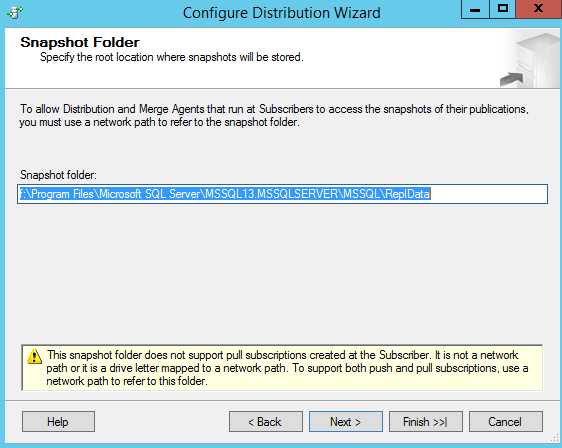 Configure Distribution Wizard
Snapshot Folder
Specify the root location where snapshots will be stored.
To allow Distribution and Merge Agents that run at Subscribers to access the snapshots of their publications,
you must use a network path to refer to the snapshot folder.
Snapshot folder:
f:\Program Files\Microsoft SQL Server\MSSQL13.MSSQLSERVER\MSSQL\ReplData
This snapshot folder does not support pull subscriptions created at the Subscriber. It is not a network
path or it is a drive letter mapped to a network path. To support both push and pull subscriptions, use a
network path to refer to this folder.
Help
< Back
Next >
Finish >>|
Cancel